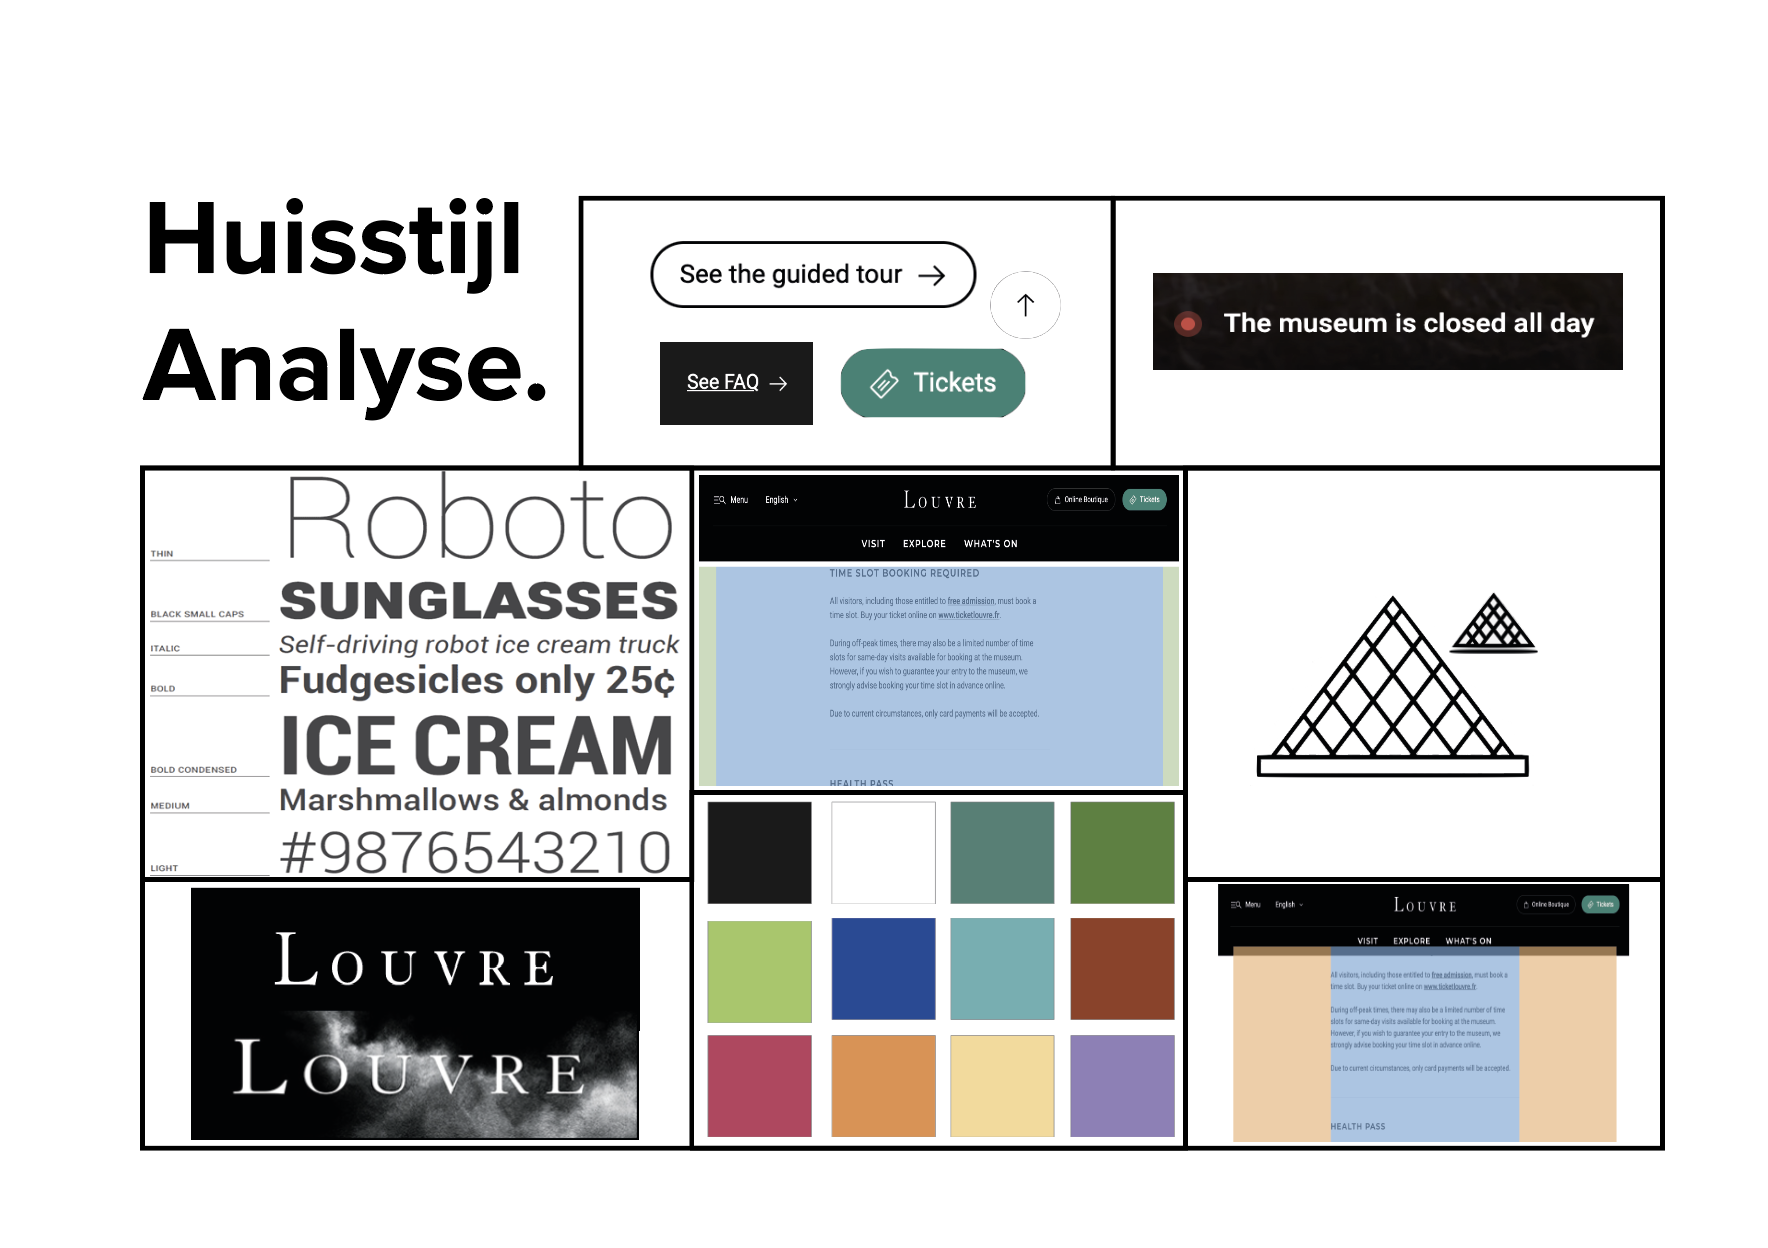 Huisstijl
Analyse.
See the guided tour
See FAQ
Tickets
The museum is closed all day
THIN
Roboto
BLACK SMALL CAPS
SUNGLASSES
ITALIC
Self-driving robot ice cream truck
BOLD
Fudgesicles only 25¢
BOLD CONDENSED
ICE CREAM
MEDIUM
Marshmallows & almonds
LIGHT
#9876543210
Menu English LOUVRE Online Boutique Tickets
VISIT EXPLORE WHAT'S ON
TIME SLOT BOOKING REQUIRED
All visitors, including those entitled to free admission, must book a
time slot. Buy your ticket online on www.ticketlouvre.fr.
During off-peak times, there may also be a limited number of time
slots for same-day visits available for booking at the museum.
However, if you wish to guarantee your entry to the museum, we
strongly advise booking your time slot in advance online.
Due to current circumstances, only card payments will be accepted.
HEALTH PASS
LOUVRE
LOUVRE
Menu English LOUVRE Online Boutique Tickets
VISIT EXPLORE WHAT'S ON
All visitors, including those entitled to free admission, must book a
time slot. Buy your ticket online on www.ticketlouvre.fr.
During off-peak times, there may also be a limited number of time
slots for same-day visits available for booking at the museum.
However, if you wish to guarantee your entry to the museum, we
strongly advise booking your time slot in advance online.
Due to current circumstances, only card payments will be accepted.
HEALTH PASS